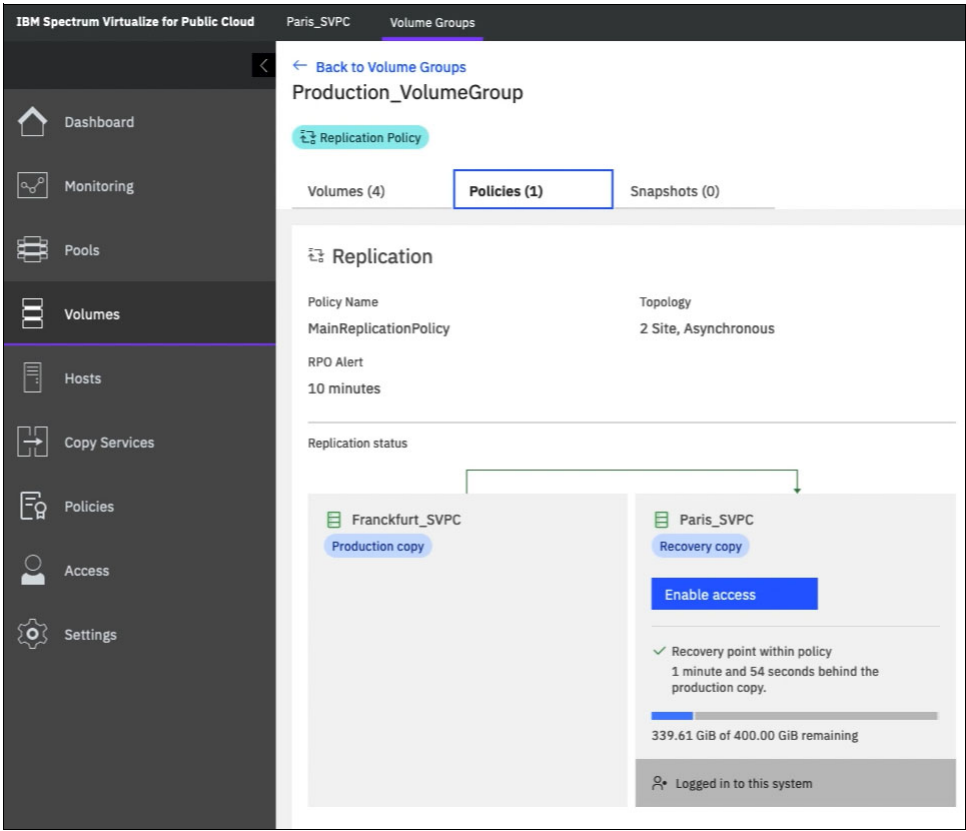 IBM Spectrum Virtualize for Public Cloud
Paris_SVPC
Volume Groups
Back to Volume Groups
Production_VolumeGroup
Replication Policy
Dashboard
Monitoring
Pools
Volumes
Hosts
Copy Services
Policies
Access
Settings
Volumes (4)
Policies (1)
Snapshots (0)
Replication
Policy Name
MainReplicationPolicy
Topology
2 Site, Asynchronous
RPO Alert
10 minutes
Replication status
Franckfurt_SVPC
Production copy
Paris_SVPC
Recovery copy
Enable access
Recovery point within policy
1 minute and 54 seconds behind the
production copy.
339.61 GiB of 400.00 GiB remaining
Logged in to this system